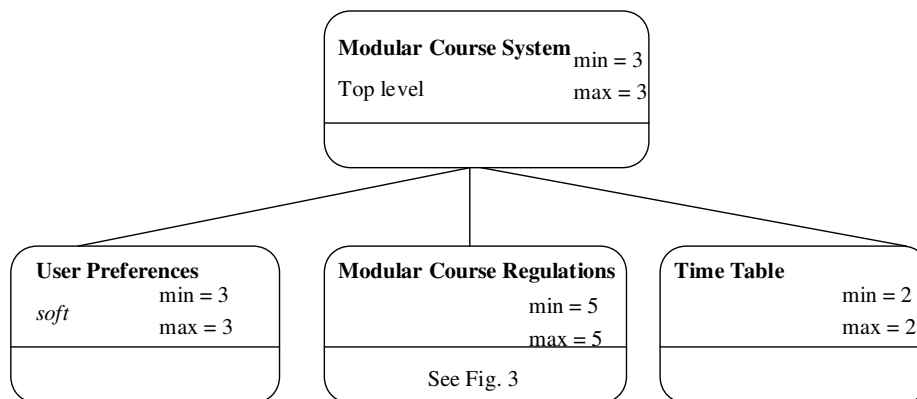 Modular Course System
min = 3
Top level
max = 3
User Preferences
min = 3
soft
max = 3
Modular Course Regulations
min = 5
max = 5
See Fig. 3
Time Table
min = 2
max = 2